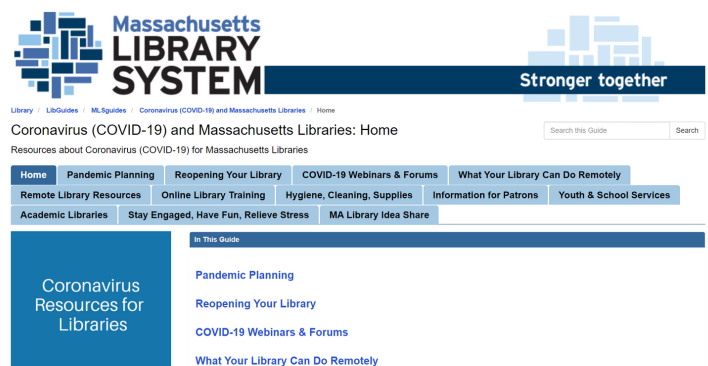 Massachusetts
LIBRARY
SYSTEM
Stronger together
Library / LibGuides / MLSguides / Coronavirus (COVID-19) and Massachusetts Libraries / Home
Coronavirus (COVID-19) and Massachusetts Libraries: Home
Search this Guide Search
Resources about Coronavirus (COVID-19) for Massachusetts Libraries
Home Pandemic Planning Reopening Your Library COVID-19 Webinars & Forums What Your Library Can Do Remotely
Remote Library Resources Online Library Training Hygiene, Cleaning, Supplies Information for Patrons Youth & School Services
Academic Libraries Stay Engaged, Have Fun, Relieve Stress MA Library Idea Share
Coronavirus
Resources for
Libraries
In This Guide
Pandemic Planning
Reopening Your Library
COVID-19 Webinars & Forums
What Your Library Can Do Remotely